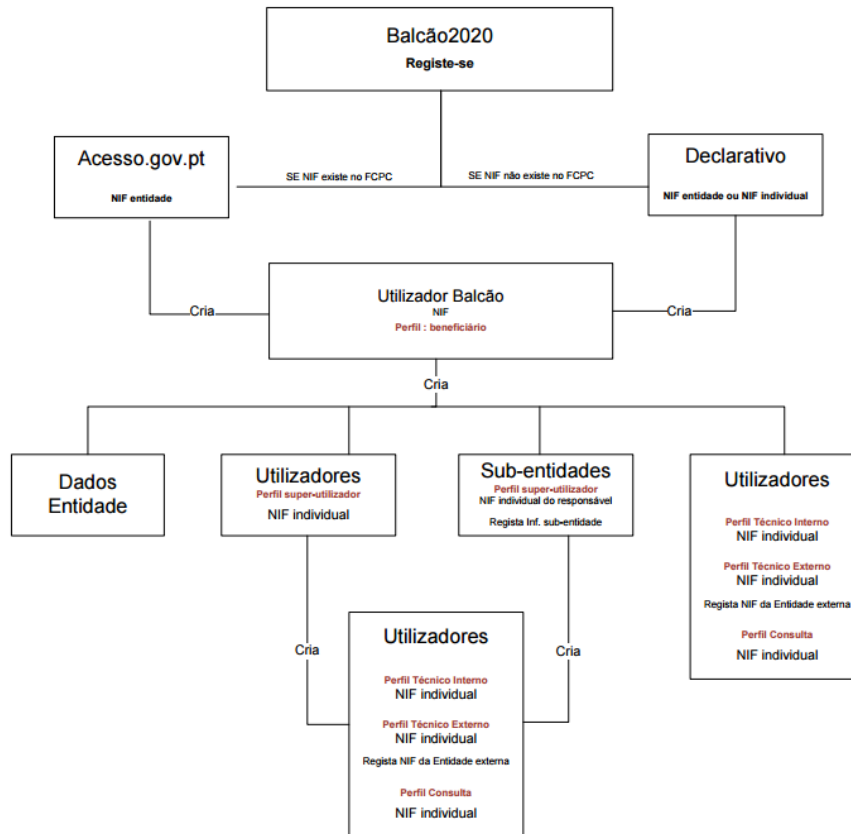 Balcão2020
Registe-se
Acesso.gov.pt
NIF entidade
SE NIF existe no FCPC
SE NIF não existe no FCPC
Declarativo
NIF entidade ou NIF individual
Cria
Utilizador Balcão
NIF
Perfil : beneficiário
Cria
Cria
Dados
Entidade
Utilizadores
Perfil super-utilizador
NIF individual
Sub-entidades
Perfil super-utilizador
NIF individual do responsável
Regista Inf. sub-entidade
Utilizadores
Perfil Técnico Interno
NIF individual
Perfil Técnico Externo
NIF individual
Regista NIF da Entidade externa
Perfil Consulta
NIF individual
Cria
Cria
Utilizadores
Perfil Técnico Interno
NIF individual
Perfil Técnico Externo
NIF individual
Regista NIF da Entidade externa
Perfil Consulta
NIF individual